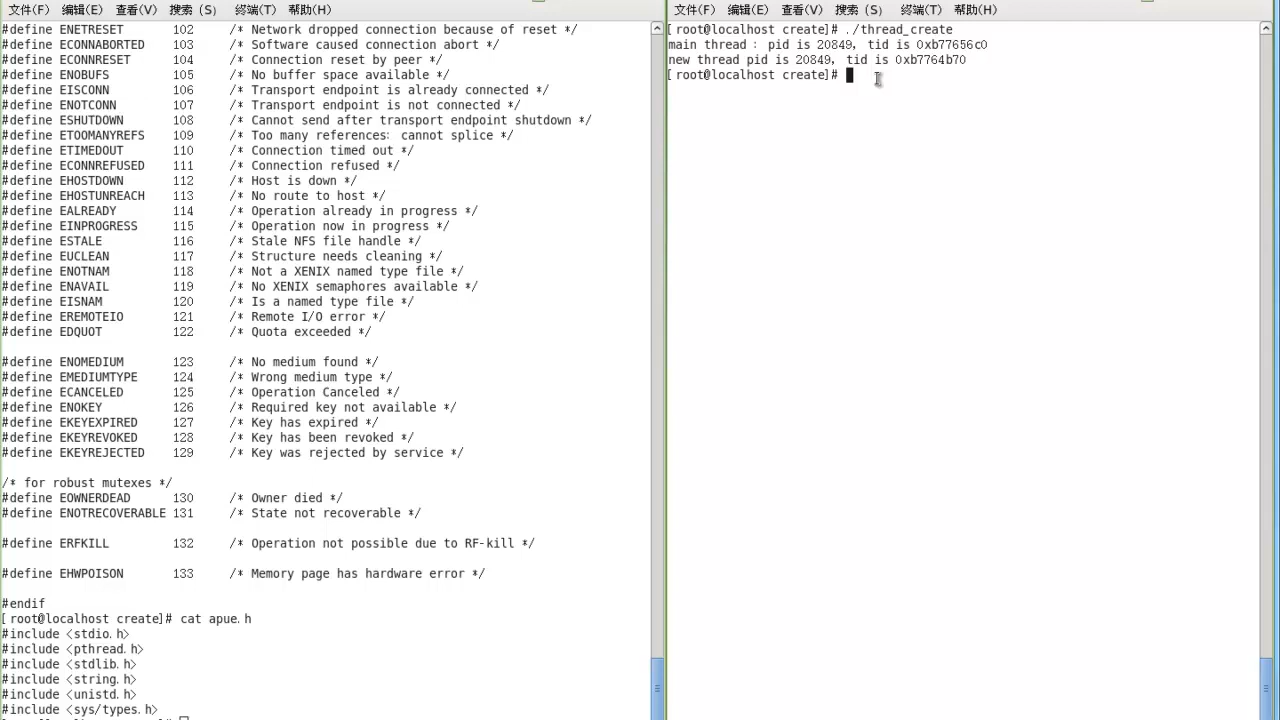 文件(F) 编辑(E) 查看(V) 搜索 (S) 终端(T) 帮助(H)
#define ENETRESET 102 /* Network dropped connection because of reset */
#define ECONNABORTED 103 /* Software caused connection abort */
#define ECONNRESET 104 /* Connection reset by peer */
#define ENOBUFS 105 /* No buffer space available */
#define EISCONN 106 /* Transport endpoint is already connected */
#define ENOTCONN 107 /* Transport endpoint is not connected */
#define ESHUTDOWN 108 /* Cannot send after transport endpoint shutdown */
#define ETOOMANYREFS 109 /* Too many references: cannot splice */
#define ETIMEDOUT 110 /* Connection timed out */
#define ECONNREFUSED 111 /* Connection refused */
#define EHOSTDOWN 112 /* Host is down */
#define EHOSTUNREACH 113 /* No route to host */
#define EALREADY 114 /* Operation already in progress */
#define EINPROGRESS 115 /* Operation now in progress */
#define ESTALE 116 /* Stale NFS file handle */
#define EUCLEAN 117 /* Structure needs cleaning */
#define ENOTNAM 118 /* Not a XENIX named type file */
#define ENAVAIL 119 /* No XENIX semaphores available */
#define EISNAM 120 /* Is a named type file */
#define EREMOTEIO 121 /* Remote I/O error */
#define EDQUOT 122 /* Quota exceeded */
#define ENOMEDIUM 123 /* No medium found */
#define EMEDIUMTYPE 124 /* Wrong medium type */
#define ECANCELED 125 /* Operation Canceled */
#define ENOKEY 126 /* Required key not available */
#define EKEYEXPIRED 127 /* Key has expired */
#define EKEYREVOKED 128 /* Key has been revoked */
#define EKEYREJECTED 129 /* Key was rejected by service */
/* for robust mutexes */
#define EOWNERDEAD 130 /* Owner died */
#define ENOTRECOVERABLE 131 /* State not recoverable */
#define ERFKILL 132 /* Operation not possible due to RF-kill */
#define EHWPOISON 133 /* Memory page has hardware error */
#endif
[root@localhost create]# cat apue.h
#include <stdio.h>
#include <pthread.h>
#include <stdlib.h>
#include <string.h>
#include <unistd.h>
#include <sys/types.h>
文件(F) 编辑(E) 查看(V) 搜索 (S) 终端(T) 帮助(H)
[root@localhost create]# ./thread_create
main thread : pid is 20849, tid is 0xb77656c0
new thread pid is 20849, tid is 0xb7764b70
[root@localhost create]#